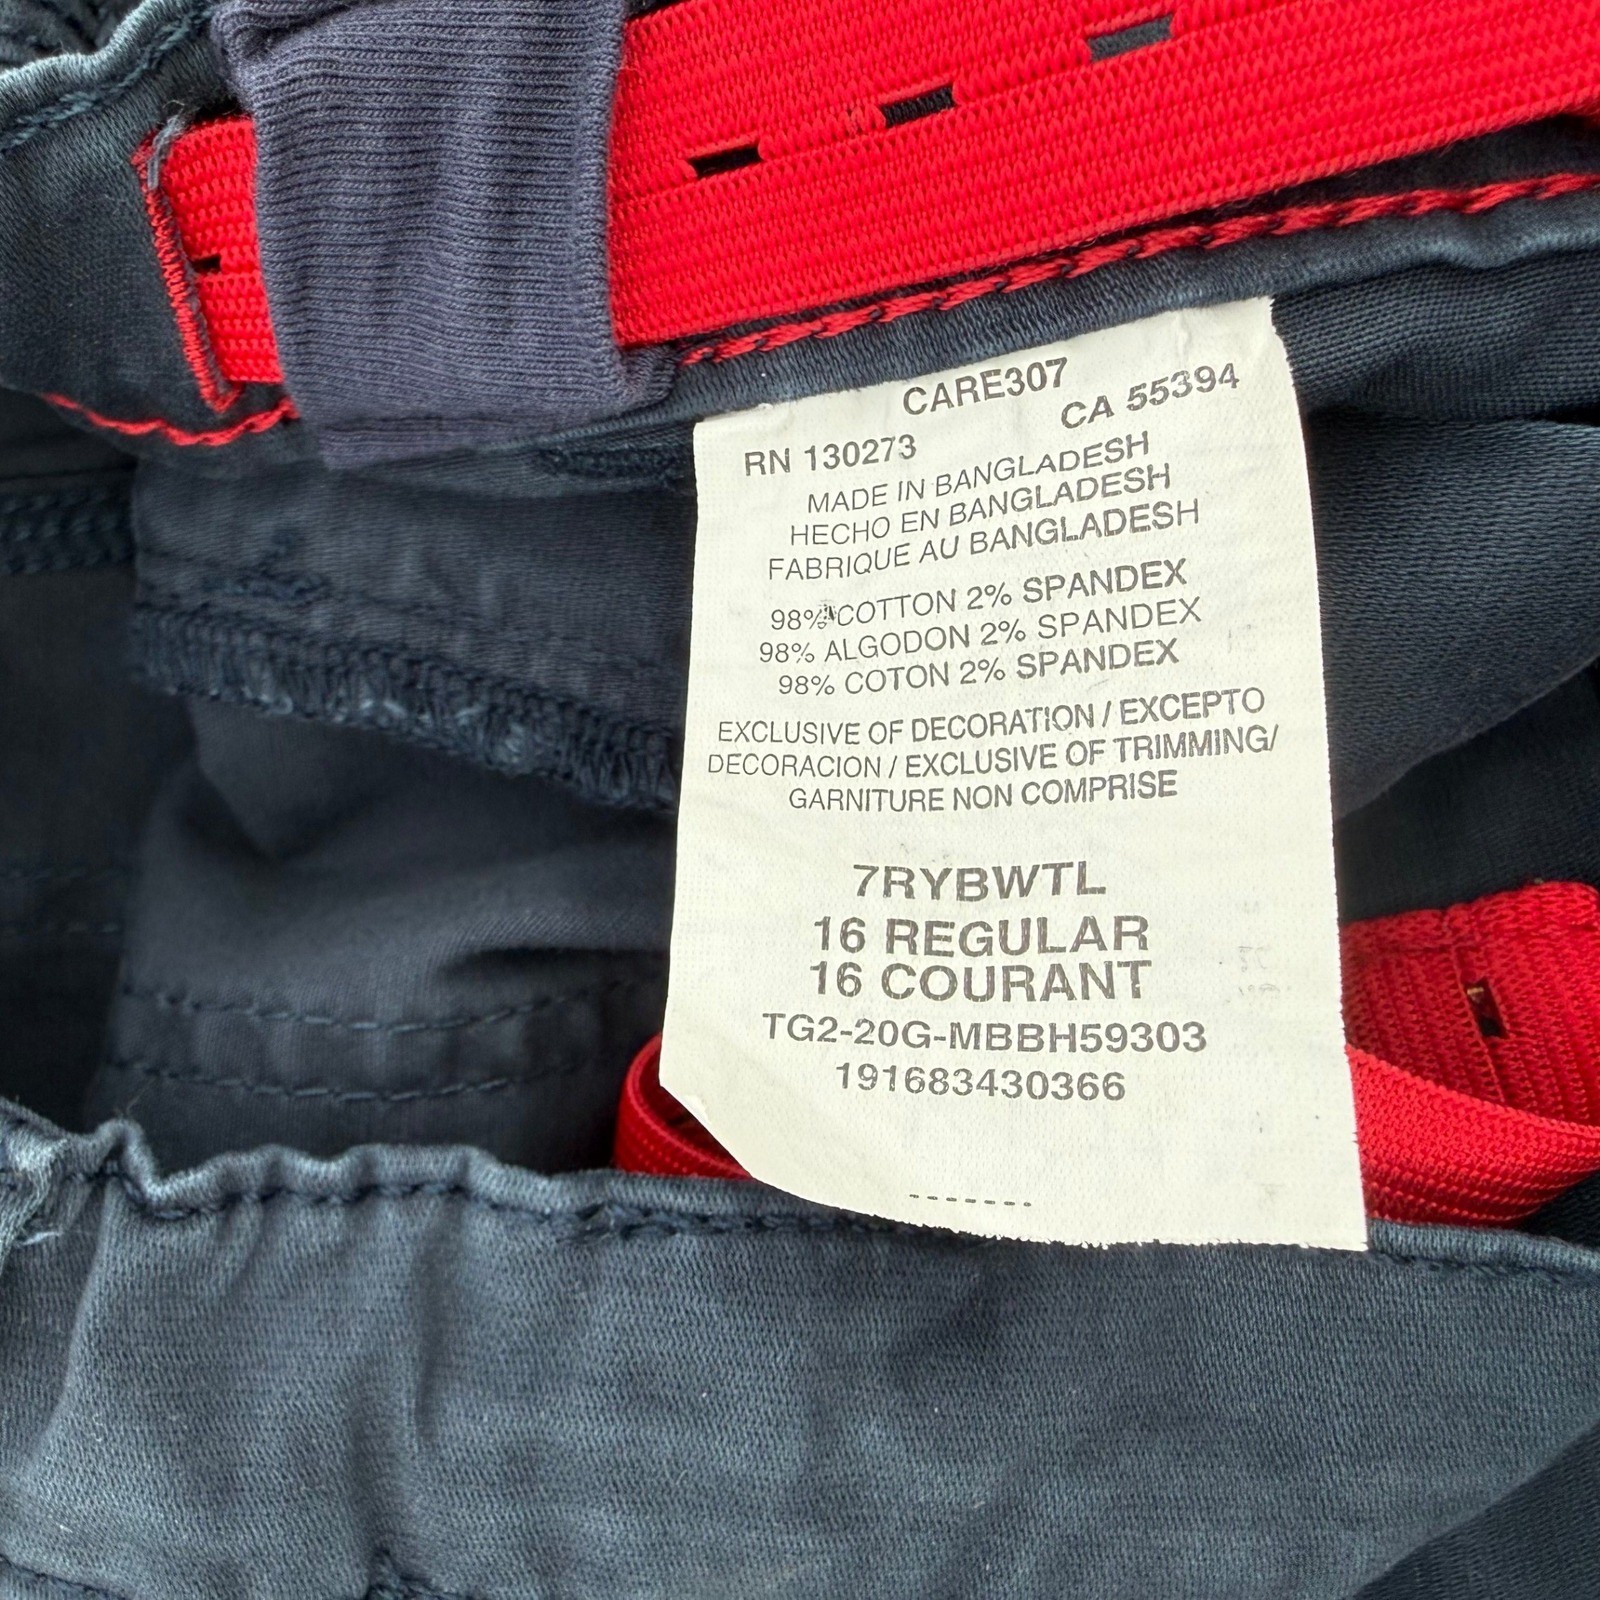 CARE307
RN 130273 CA 55394
MADE IN BANGLADESH
HECHO EN BANGLADESH
FABRIQUE AU BANGLADESH
98% COTTON 2% SPANDEX
98% ALGODON 2% SPANDEX
98% COTON 2% SPANDEX
EXCLUSIVE OF DECORATION / EXCEPTO
DECORACION / EXCLUSIVE OF TRIMMING/
GARNITURE NON COMPRISE
7RYBWTL
16 REGULAR
16 COURANT
TG2-20G-MBBH59303
191683430366
-------